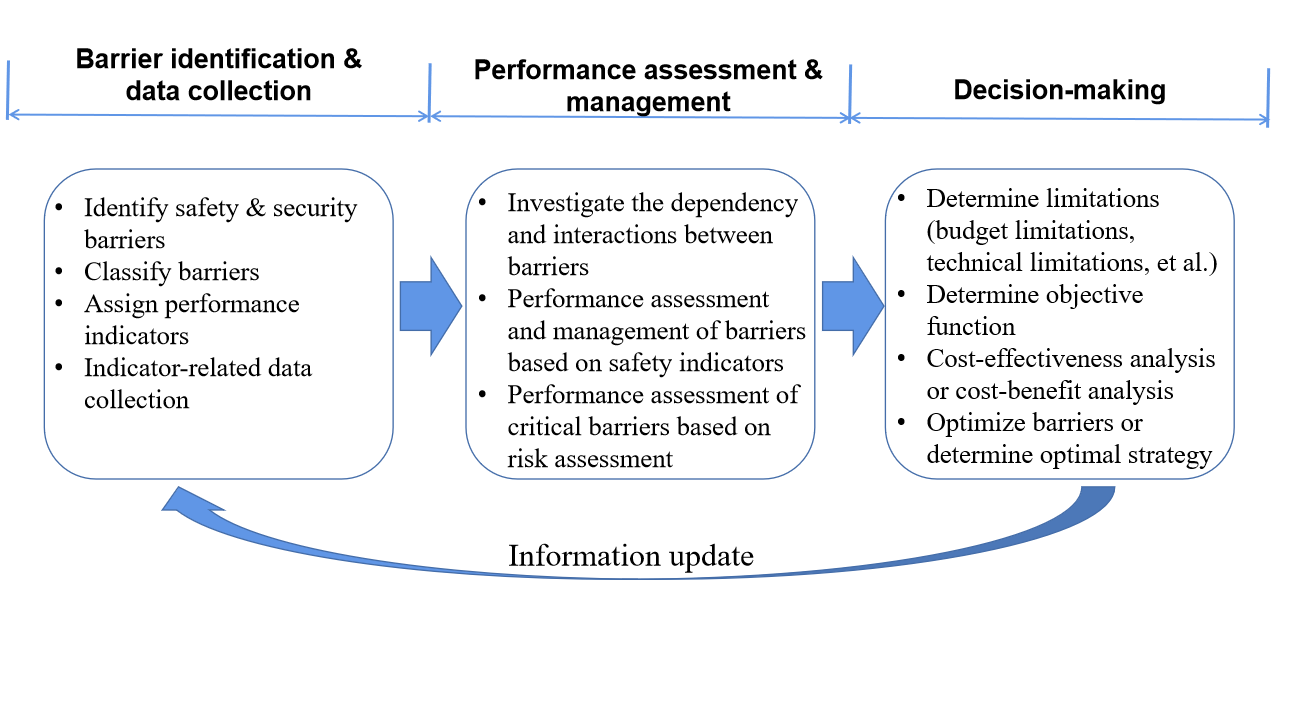 Barrier identification &
data collection
Performance assessment &
management
Decision-making
• Identify safety & security
barriers
• Classify barriers
• Assign performance
indicators
• Indicator-related data
collection
• Investigate the dependency
and interactions between
barriers
• Performance assessment
and management of barriers
based on safety indicators
• Performance assessment of
critical barriers based on
risk assessment
• Determine limitations
(budget limitations,
technical limitations, et al.)
• Determine objective
function
• Cost-effectiveness analysis
or cost-benefit analysis
• Optimize barriers or
determine optimal strategy
Information update